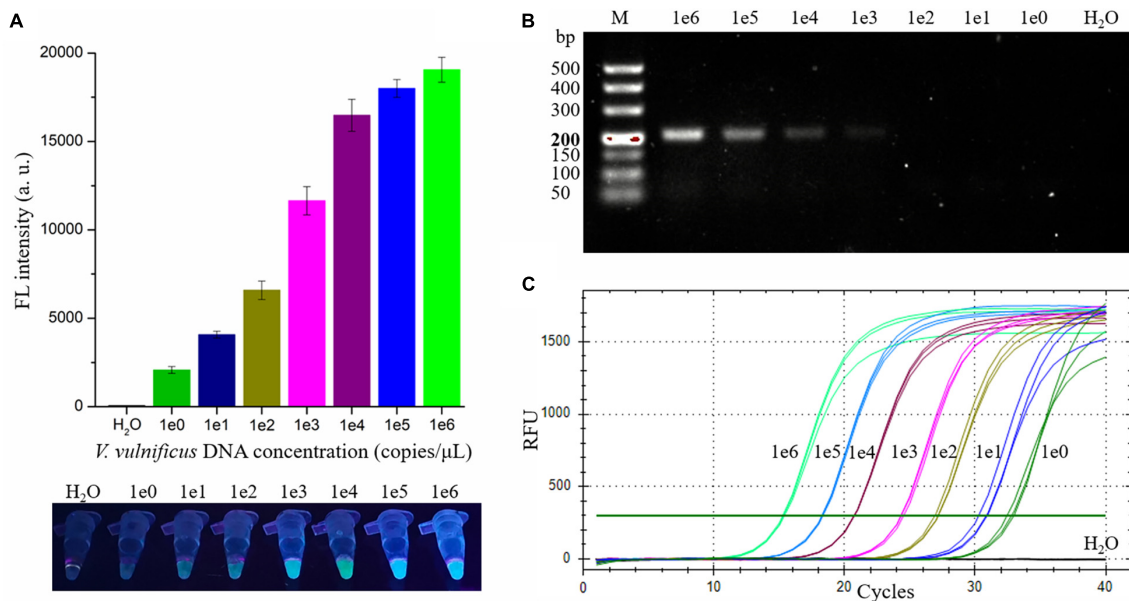 A
20000
15000
10000
5000
0
FL intensity (a. u.)
H₂O 1e0 1e1 1e2 1e3 1e4 1e5 1e6
V. vulnificus DNA concentration (copies/μL)
H₂O 1e0 1e1 1e2 1e3 1e4 1e5 1e6
B
M 1e6 1e5 1e4 1e3 1e2 1e1 1e0 H₂O
bp
500
400
300
200
150
100
50
C
1500
1000
500
0
RFU
1e6 1e5 1e4 1e3 1e2 1e1 1e0
H₂O
0 10 20 30 40
Cycles